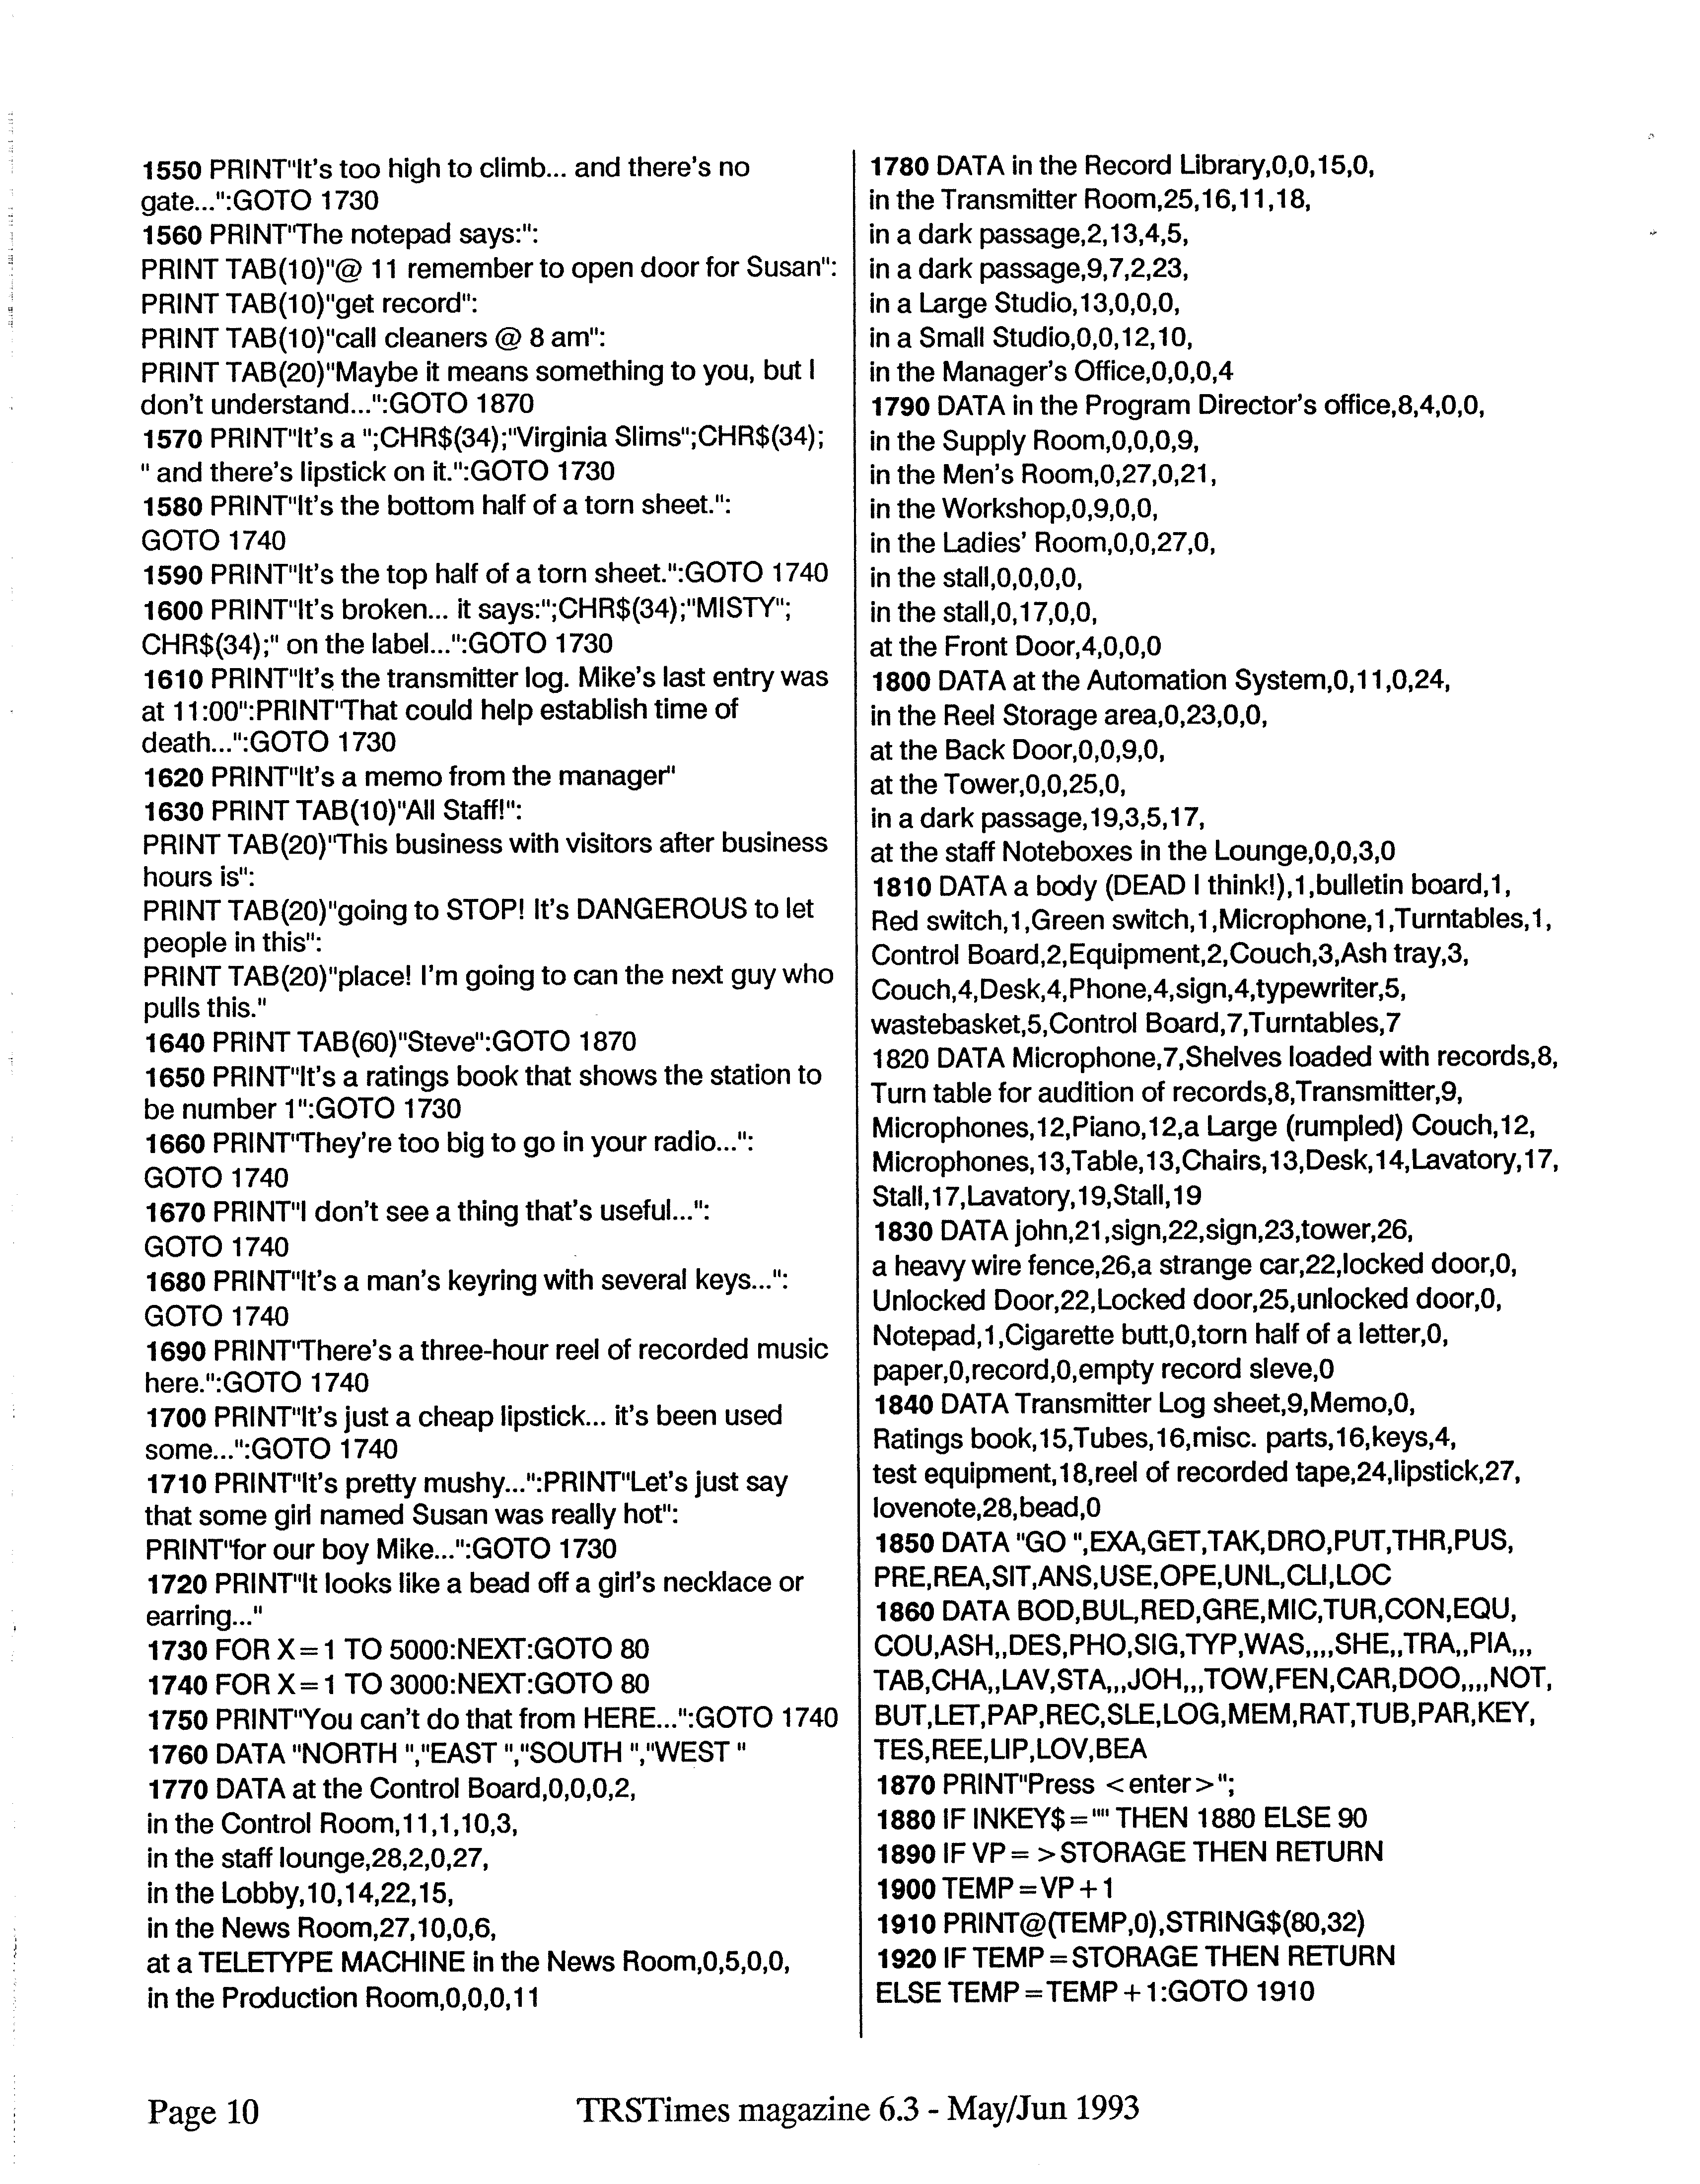 1550 PRINT"It's too high to climb... and there's no
gate...":GOTO 1730
1560 PRINT"The notepad says:":
PRINT TAB(10)"@ 11 remember to open door for Susan":
PRINT TAB(10)"get record":
PRINT TAB(10)"call cleaners @ 8 am":
PRINT TAB(20)"Maybe it means something to you, but I
don't understand...":GOTO 1870
1570 PRINT"It's a ";CHR$(34);"Virginia Slims";CHR$(34);
" and there's lipstick on it.":GOTO 1730
1580 PRINT"It's the bottom half of a torn sheet.":
GOTO 1740
1590 PRINT"It's the top half of a torn sheet.":GOTO 1740
1600 PRINT"It's broken... it says:";CHR$(34);"MISTY";
CHR$(34);" on the label...":GOTO 1730
1610 PRINT"It's the transmitter log. Mike's last entry was
at 11:00":PRINT"That could help establish time of
death...":GOTO 1730
1620 PRINT"It's a memo from the manager"
1630 PRINT TAB(10)"All Staff!":
PRINT TAB(20)"This business with visitors after business
hours is":
PRINT TAB(20)"going to STOP! It's DANGEROUS to let
people in this":
PRINT TAB(20)"place! I'm going to can the next guy who
pulls this."
1640 PRINT TAB(60)"Steve":GOTO 1870
1650 PRINT"It's a ratings book that shows the station to
be number 1":GOTO 1730
1660 PRINT"They're too big to go in your radio...":
GOTO 1740
1670 PRINT"I don't see a thing that's useful...":
GOTO 1740
1680 PRINT"It's a man's keyring with several keys...":
GOTO 1740
1690 PRINT"There's a three-hour reel of recorded music
here.":GOTO 1740
1700 PRINT"It's just a cheap lipstick... it's been used
some...":GOTO 1740
1710 PRINT"It's pretty mushy...":PRINT"Let's just say
that some girl named Susan was really hot":
PRINT"for our boy Mike...":GOTO 1730
1720 PRINT"It looks like a bead off a girl's necklace or
earring..."
1730 FOR X=1 TO 5000:NEXT:GOTO 80
1740 FOR X=1 TO 3000:NEXT:GOTO 80
1750 PRINT"You can't do that from HERE...":GOTO 1740
1760 DATA "NORTH ","EAST ","SOUTH ","WEST "
1770 DATA at the Control Board,0,0,0,2,
in the Control Room,11,1,10,3,
in the staff lounge,28,2,0,27,
in the Lobby,10,14,22,15,
in the News Room,27,10,0,6,
at a TELETYPE MACHINE in the News Room,0,5,0,0,
in the Production Room,0,0,0,11
1780 DATA in the Record Library,0,0,15,0,
in the Transmitter Room,25,16,11,18,
in a dark passage,2,13,4,5,
in a dark passage,9,7,2,23,
in a Large Studio,13,0,0,0,
in a Small Studio,0,0,12,10,
in the Manager's Office,0,0,0,4
1790 DATA in the Program Director's office,8,4,0,0,
in the Supply Room,0,0,0,9,
in the Men's Room,0,27,0,21,
in the Workshop,0,9,0,0,
in the Ladies' Room,0,0,27,0,
in the stall,0,0,0,0,
in the stall,0,17,0,0,
at the Front Door,4,0,0,0
1800 DATA at the Automation System,0,11,0,24,
in the Reel Storage area,0,23,0,0,
at the Back Door,0,0,9,0,
at the Tower,0,0,25,0,
in a dark passage,19,3,5,17,
at the staff Noteboxes in the Lounge,0,0,3,0
1810 DATA a body (DEAD I think!),1,bulletin board,1,
Red switch,1,Green switch,1,Microphone,1,Turntables,1,
Control Board,2,Equipment,2,Couch,3,Ash tray,3,
Couch,4,Desk,4,Phone,4,sign,4,typewriter,5,
wastebasket,5,Control Board,7,Turntables,7
1820 DATA Microphone,7,Shelves loaded with records,8,
Turn table for audition of records,8,Transmitter,9,
Microphones,12,Piano,12,a Large (rumpled) Couch,12,
Microphones,13,Table,13,Chairs,13,Desk,14,Lavatory,17,
Stall,17,Lavatory,19,Stall,19
1830 DATA john,21,sign,22,sign,23,tower,26,
a heavy wire fence,26,a strange car,22,locked door,0,
Unlocked Door,22,Locked door,25,unlocked door,0,
Notepad,1,Cigarette butt,0,torn half of a letter,0,
paper,0,record,0,empty record sleve,0
1840 DATA Transmitter Log sheet,9,Memo,0,
Ratings book,15,Tubes,16,misc. parts,16,keys,4,
test equipment,18,reel of recorded tape,24,lipstick,27,
lovenote,28,bead,0
1850 DATA "GO ",EXA,GET,TAK,DRO,PUT,THR,PUS,
PRE,REA,SIT,ANS,USE,OPE,UNL,CLI,LOC
1860 DATA BOD,BUL,RED,GRE,MIC,TUR,CON,EQU,
COU,ASH,,DES,PHO,SIG,TYP,WAS,,,,SHE,,TRA,,PIA,,,
TAB,CHA,,LAV,STA,,,JOH,,,TOW,FEN,CAR,DOO,,,,NOT,
BUT,LET,PAP,REC,SLE,LOG,MEM,RAT,TUB,PAR,KEY,
TES,REE,LIP,LOV,BEA
1870 PRINT"Press <enter>";
1880 IF INKEY$="" THEN 1880 ELSE 90
1890 IF VP=>STORAGE THEN RETURN
1900 TEMP=VP+1
1910 PRINT@(TEMP,0),STRING$(80,32)
1920 IF TEMP=STORAGE THEN RETURN
ELSE TEMP=TEMP+1:GOTO 1910
Page 10
TRSTimes magazine 6.3 - May/Jun 1993